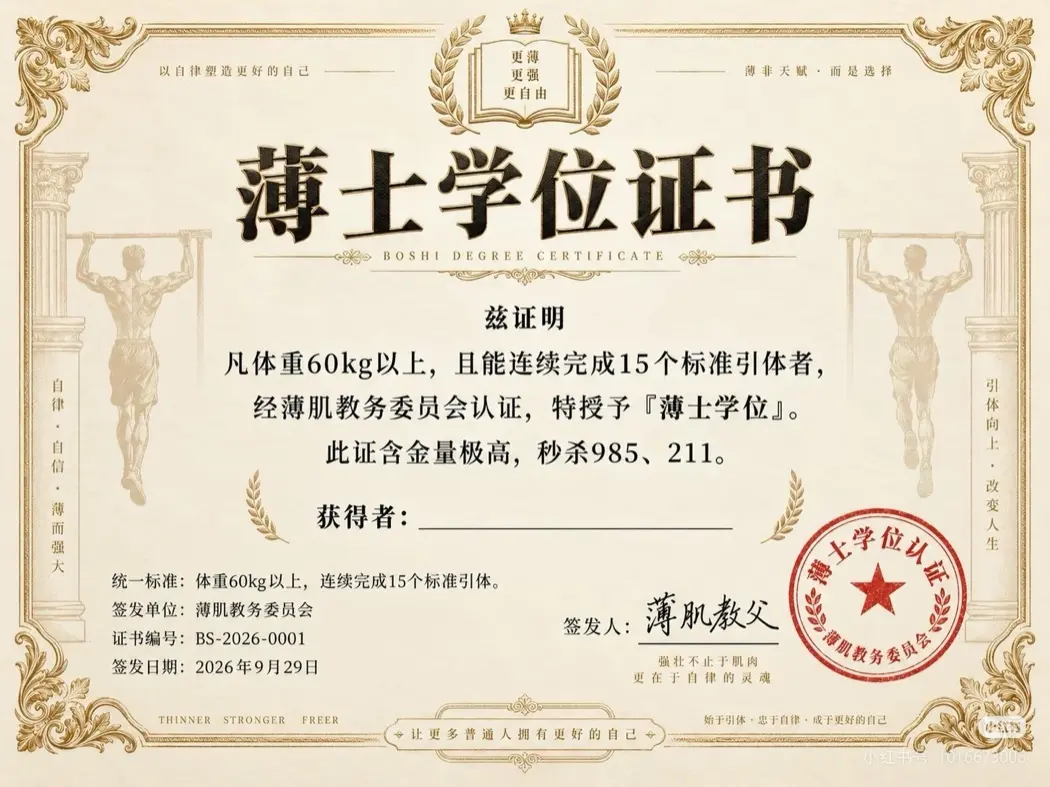 以自律塑造更好的自己
更薄
更强
更自由
薄非天赋·而是选择
薄士学位证书
BOSHI DEGREE CERTIFICATE
兹证明
凡体重60kg以上，且能连续完成15个标准引体者，
经薄肌教务委员会认证，特授予『薄士学位』。
此证含金量极高，秒杀985、211。
获得者：
自律·自信·薄而强大
引体向上·改变人生
统一标准：体重60kg以上，连续完成15个标准引体。
签发单位：薄肌教务委员会
证书编号：BS-2026-0001
签发日期：2026年9月29日
签发人：薄肌教父
强壮不止于肌肉
更在于自律的灵魂
薄士学位认证
薄肌教务委员会
THINNER STRONGER FREER
让更多普通人拥有更好的自己
始于引体·忠于自律·成于更好的自己
小红书